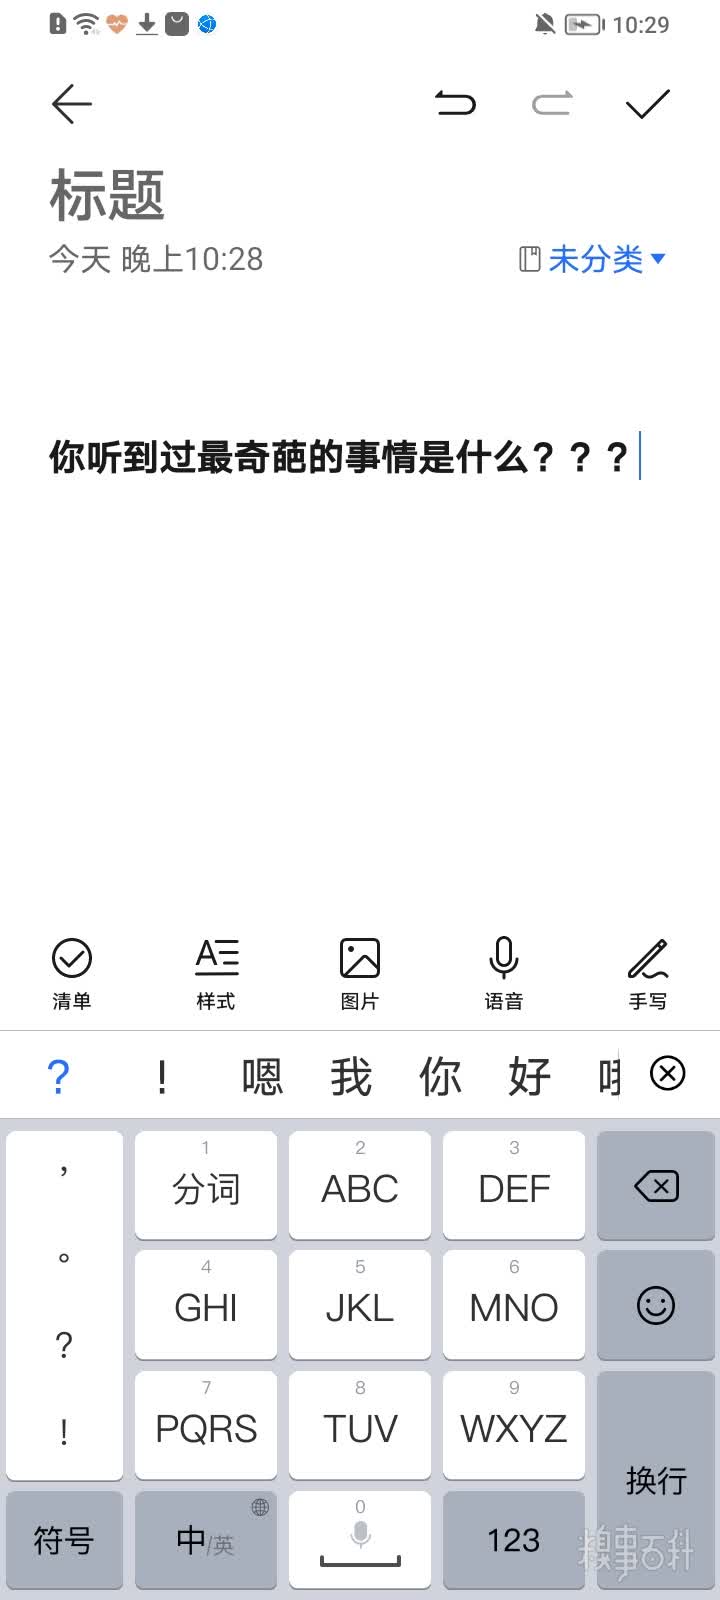 10:29
标题
今天 晚上10:28 未分类
你听到过最奇葩的事情是什么？？？
清单 样式 图片 语音 手写
? ! 嗯 我 你 好
， 1 分词 2 ABC 3 DEF
。 4 GHI 5 JKL 6 MNO
? 7 PQRS 8 TUV 9 WXYZ
! 换行
符号 中/英 0 123
糗事百科